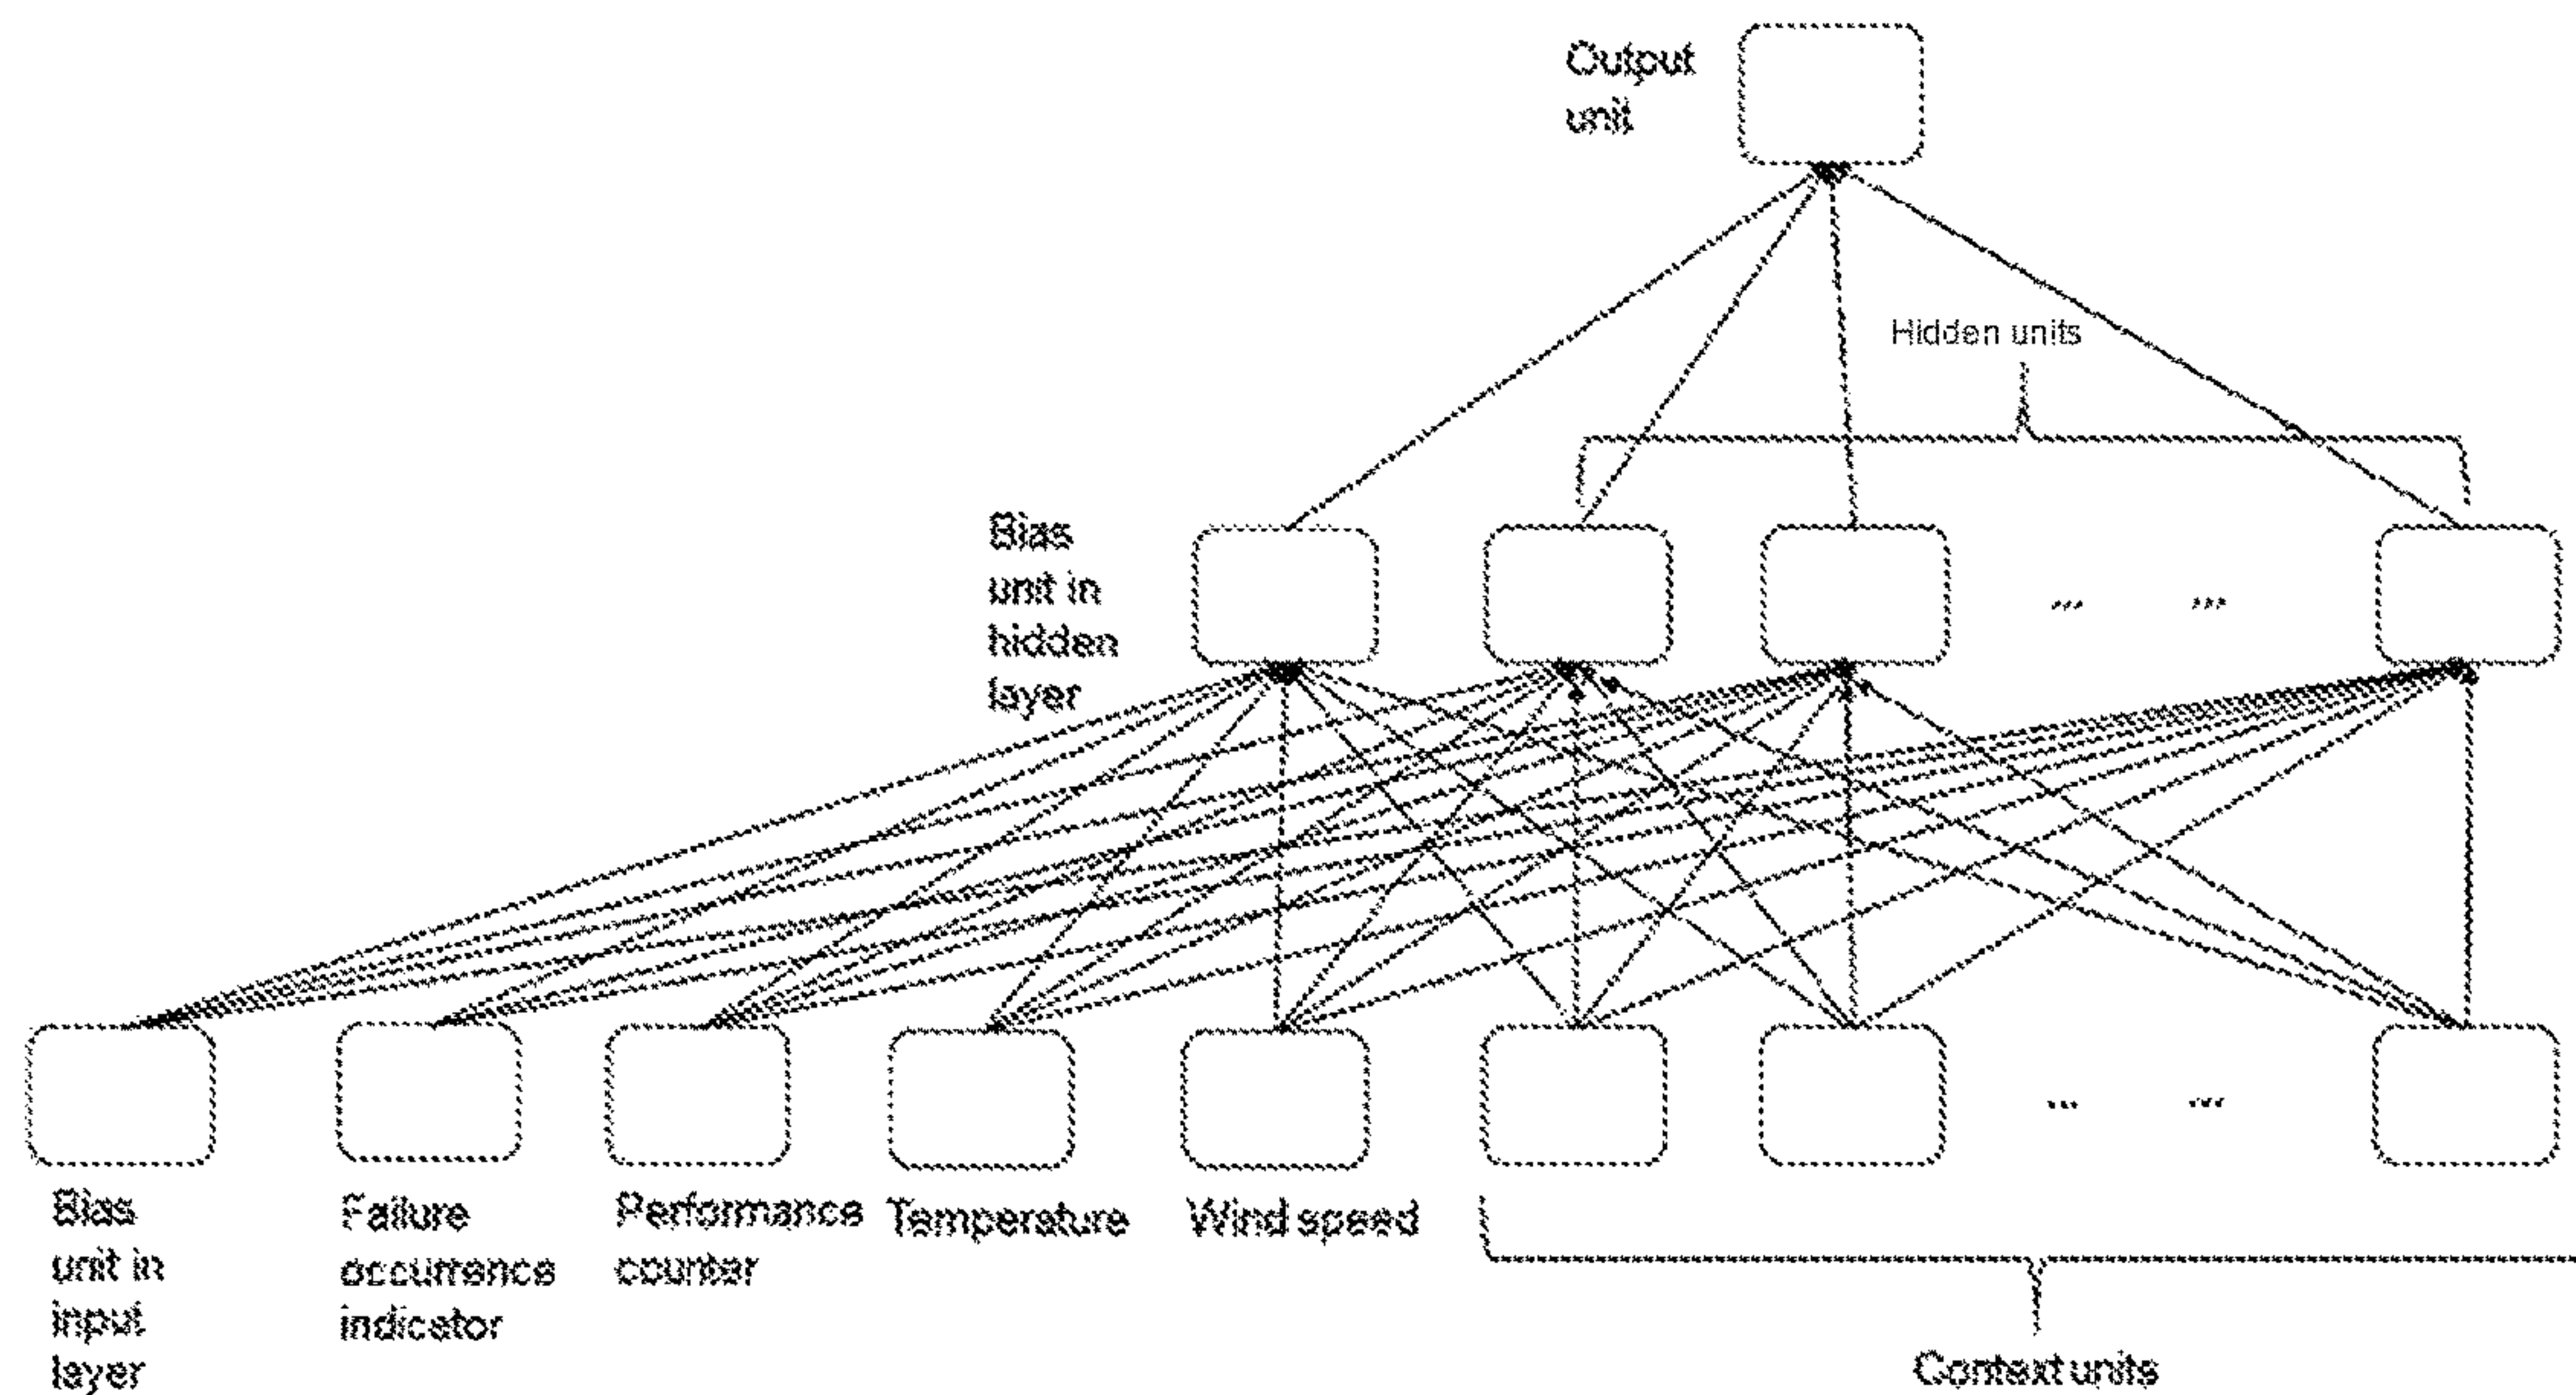 Output
unit
Hidden units
Bias
unit in
hidden
layer
... ...
... ...
Bias
unit in
input
layer
Failure
occurrence
indicator
Performance
counter
Temperature
Wind speed
Context units